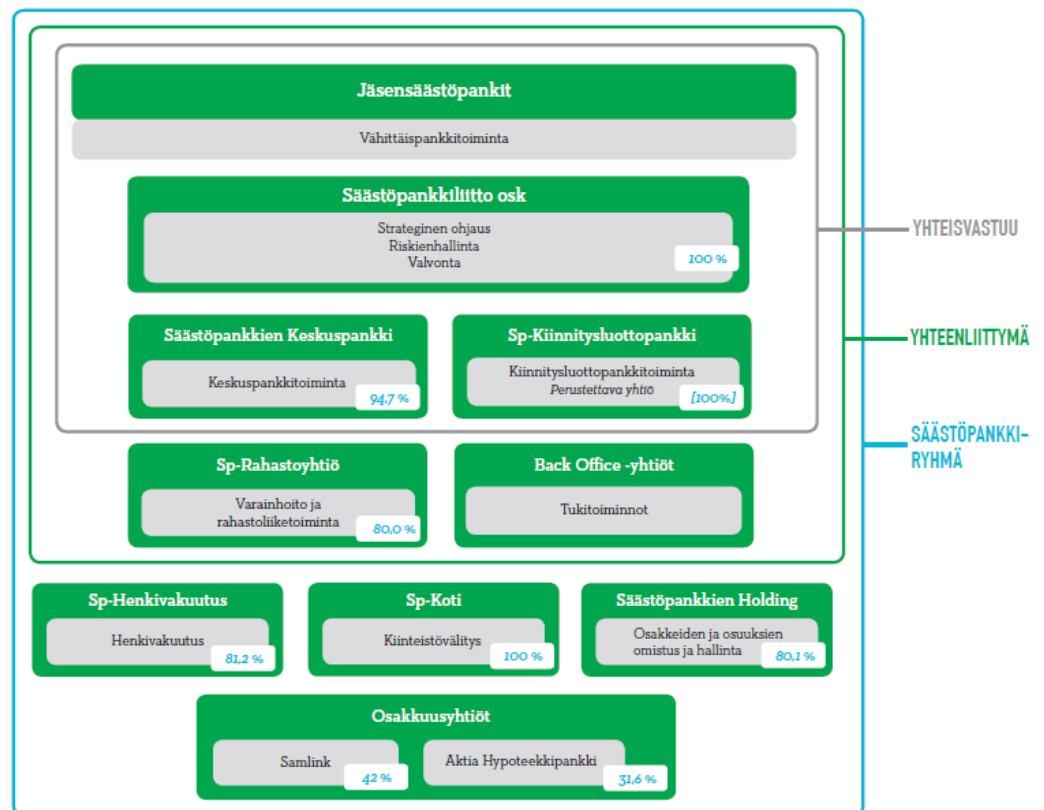 Jäsensäästöpankit
Vähittäispankkitoiminta
Säästöpankkiliitto osk
Strateginen ohjaus
Riskienhallinta
Valvonta
100 %
YHTEISVASTUU
Säästöpankkien Keskuspankki
Keskuspankkitoiminta
94,7 %
Sp-Kiinnitysluottopankki
Kiinnitysluottopankkitoiminta
Perustettava yhtiö
[100%]
YHTEENLIITTYMÄ
SÄÄSTÖPANKKI-
RYHMÄ
Sp-Rahastoyhtiö
Varainhoito ja
rahastoliiketoiminta
80,0 %
Back Office -yhtiöt
Tukitoiminnot
Sp-Henkivakuutus
Henkivakuutus
81,2 %
Sp-Koti
Kiinteistövälitys
100 %
Säästöpankkien Holding
Osakkeiden ja osuuksien
omistus ja hallinta
80,1 %
Osakkuusyhtiöt
Samlink
42 %
Aktia Hypoteekkipankki
31,6 %